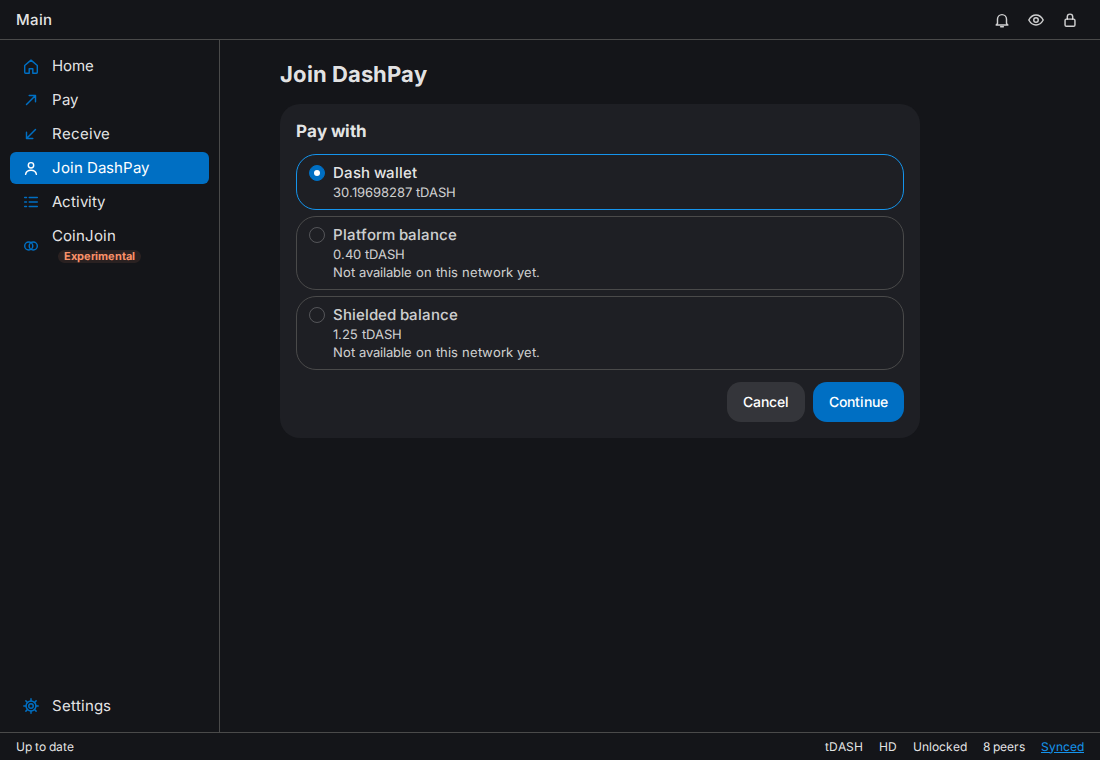 Main
Home
Pay
Receive
Join DashPay
Activity
CoinJoin
Experimental
Settings
Join DashPay
Pay with
Dash wallet
30.19698287 tDASH
Platform balance
0.40 tDASH
Not available on this network yet.
Shielded balance
1.25 tDASH
Not available on this network yet.
Cancel Continue
Up to date tDASH HD Unlocked 8 peers Synced